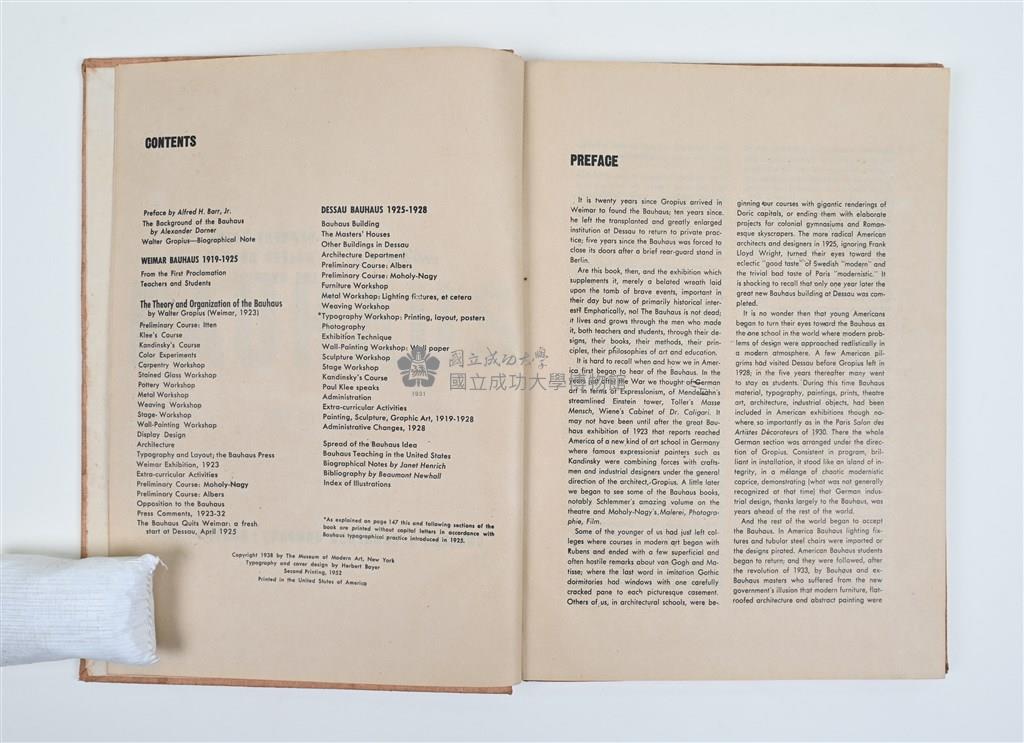 CONTENTS
Preface by Alfred H. Barr, Jr.
The Background of the Bauhaus
by Alexander Dorner
Walter Gropius—Biographical Note
WEIMAR BAUHAUS 1919-1925
From the First Proclamation
Teachers and Students
The Theory and Organization of the Bauhaus
by Walter Gropius (Weimar, 1923)
Preliminary Course: Itten
Klee's Course
Kandinsky's Course
Color Experiments
Carpentry Workshop
Stained Glass Workshop
Pottery Workshop
Metal Workshop
Weaving Workshop
Stage-Workshop
Wall-Painting Workshop
Display Design
Architecture
Typography and Layout; the Bauhaus Press
Weimar Exhibition, 1923
Extra-curricular Activities
Preliminary Course: Moholy-Nagy
Preliminary Course: Albers
Opposition to the Bauhaus
Press Comments, 1923-32
The Bauhaus Quits Weimar: a fresh
start at Dessau, April 1925
DESSAU BAUHAUS 1925-1928
Bauhaus Building
The Masters' Houses
Other Buildings in Dessau
Architecture Department
Preliminary Course: Albers
Preliminary Course: Moholy-Nagy
Furniture Workshop
Metal Workshop: Lighting fixtures, et cetera
Weaving Workshop
*Typography Workshop: Printing, layout, posters
Photography
Exhibition Technique
Wall-Painting Workshop: Wall paper
Sculpture Workshop
Stage Workshop
Kandinsky's Course
Paul Klee speaks
Administration
Extra-curricular Activities
Painting, Sculpture, Graphic Art, 1919-1928
Administrative Changes, 1928
Spread of the Bauhaus Idea
Bauhaus Teaching in the United States
Biographical Notes by Janet Henrich
Bibliography by Beaumont Newhall
Index of Illustrations
*As explained on page 147 this and following sections of the
book are printed without capital letters in accordance with
Bauhaus typographical practice introduced in 1925.
Copyright 1938 by The Museum of Modern Art, New York
Typography and cover design by Herbert Bayer
Second Printing, 1952
Printed in the United States of America
國立成功大學
國立成功大學博物館
1931
PREFACE
It is twenty years since Gropius arrived in
Weimar to found the Bauhaus; ten years since
he left the transplanted and greatly enlarged
institution at Dessau to return to private prac-
tice; five years since the Bauhaus was forced to
close its doors after a brief rear-guard stand in
Berlin.
Are this book, then, and the exhibition which
supplements it, merely a belated wreath laid
upon the tomb of brave events, important in
their day but now of primarily historical inter-
est? Emphatically, no! The Bauhaus is not dead;
it lives and grows through the men who made
it, both teachers and students, through their de-
signs, their books, their methods, their prin-
ciples, their philosophies of art and education.
It is hard to recall when and how we in Amer-
ica first began to hear of the Bauhaus. In the
years just after the War we thought of German
art in terms of Expressionism, of Mendelsohn's
streamlined Einstein tower, Toller's Masse
Mensch, Wiene's Cabinet of Dr. Caligari. It
may not have been until after the great Bau-
haus exhibition of 1923 that reports reached
America of a new kind of art school in Germany
where famous expressionist painters such as
Kandinsky were combining forces with crafts-
men and industrial designers under the general
direction of the architect, Gropius. A little later
we began to see some of the Bauhaus books,
notably Schlemmer's amazing volume on the
theatre and Moholy-Nagy's Malerei, Photogra-
phie, Film.
Some of the younger of us had just left col-
leges where courses in modern art began with
Rubens and ended with a few superficial and
often hostile remarks about van Gogh and Ma-
tisse; where the last word in imitation Gothic
dormitories had windows with one carefully
cracked pane to each picturesque casement.
Others of us, in architectural schools, were be-
ginning our courses with gigantic renderings of
Doric capitals, or ending them with elaborate
projects for colonial gymnasiums and Roman-
esque skyscrapers. The more radical American
architects and designers in 1925, ignoring Frank
Lloyd Wright, turned their eyes toward the
eclectic "good taste" of Swedish "modern" and
the trivial bad taste of Paris "modernistic." It
is shocking to recall that only one year later the
great new Bauhaus building at Dessau was com-
pleted.
It is no wonder then that young Americans
began to turn their eyes toward the Bauhaus as
the one school in the world where modern prob-
lems of design were approached realistically in
a modern atmosphere. A few American pil-
grims had visited Dessau before Gropius left in
1928; in the five years thereafter many went
to stay as students. During this time Bauhaus
material, typography, paintings, prints, theatre
art, architecture, industrial objects, had been
included in American exhibitions though no-
where so importantly as in the Paris Salon des
Artistes Décorateurs of 1930. There the whole
German section was arranged under the direc-
tion of Gropius. Consistent in program, bril-
liant in installation, it stood like an island of in-
tegrity, in a mélange of chaotic modernistic
caprice, demonstrating (what was not generally
recognized at that time) that German indus-
trial design, thanks largely to the Bauhaus, was
years ahead of the rest of the world.
And the rest of the world began to accept
the Bauhaus. In America Bauhaus lighting fix-
tures and tubular steel chairs were imported or
the designs pirated. American Bauhaus students
began to return; and they were followed, after
the revolution of 1933, by Bauhaus and ex-
Bauhaus masters who suffered from the new
government's illusion that modern furniture, flat-
roofed architecture and abstract painting were